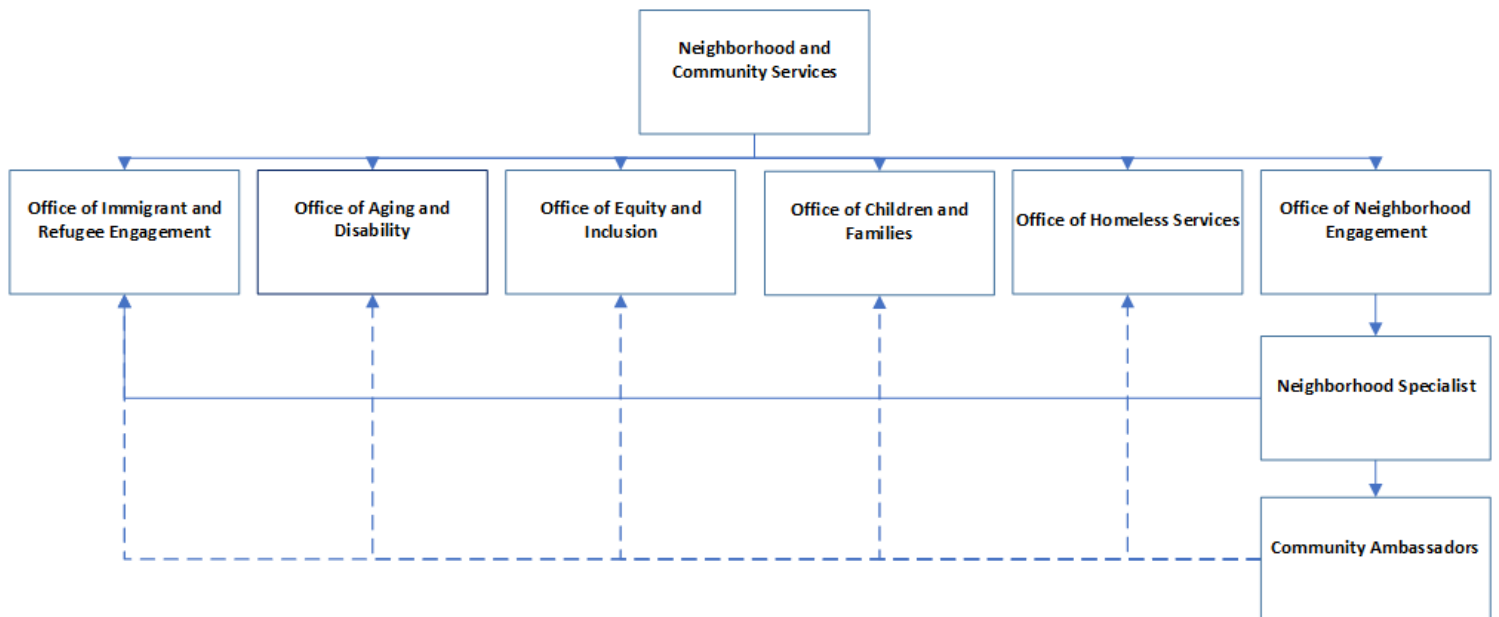 Neighborhood and
Community Services
Office of Immigrant and
Refugee Engagement
Office of Aging and
Disability
Office of Equity and
Inclusion
Office of Children and
Families
Office of Homeless Services
Office of Neighborhood
Engagement
Neighborhood Specialist
Community Ambassadors